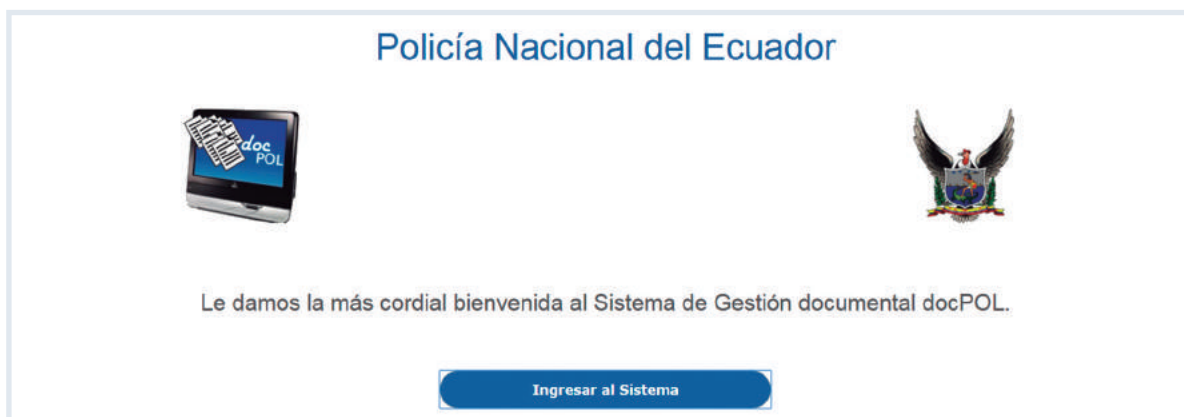 Policía Nacional del Ecuador
doc
POL
Le damos la más cordial bienvenida al Sistema de Gestión documental docPOL.
Ingresar al Sistema